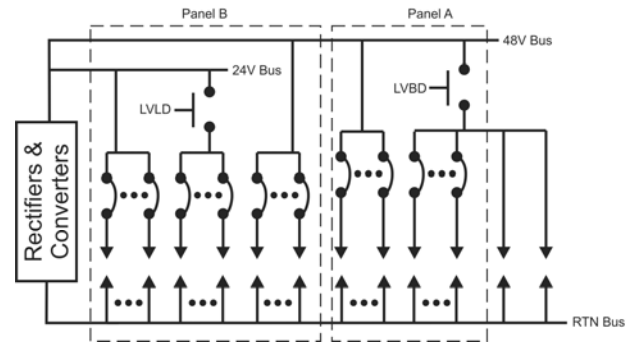 Panel B
Panel A
48V Bus
24V Bus
LVLD
LVBD
Rectifiers &
Converters
RTN Bus